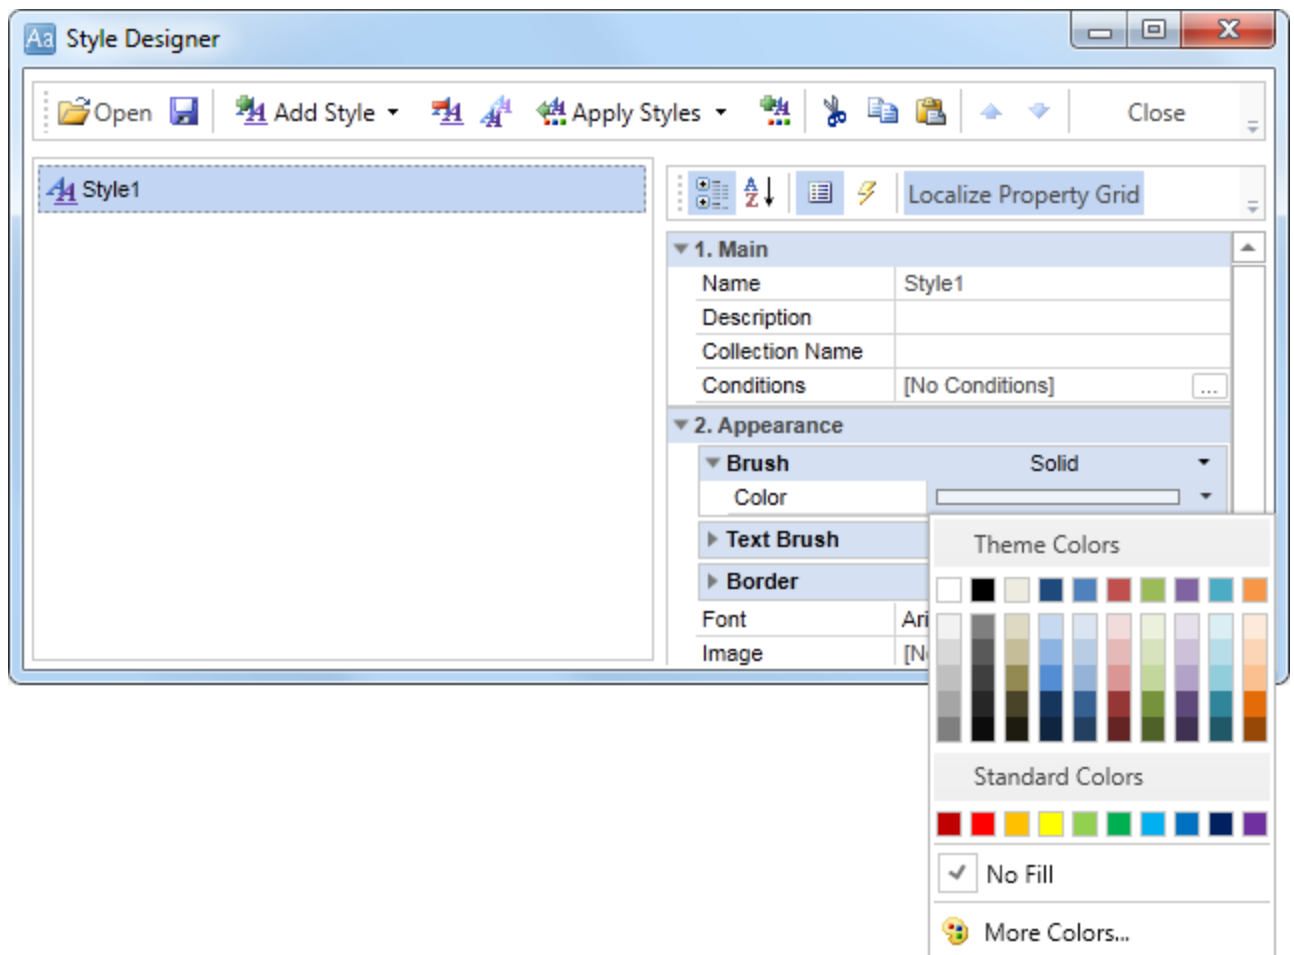 Aa Style Designer
Open Add Style Apply Styles Close
Style1
Localize Property Grid
1. Main
Name Style1
Description
Collection Name
Conditions [No Conditions] ...
2. Appearance
Brush Solid
Color
Text Brush
Border
Font
Image
Theme Colors
Standard Colors
No Fill
More Colors...